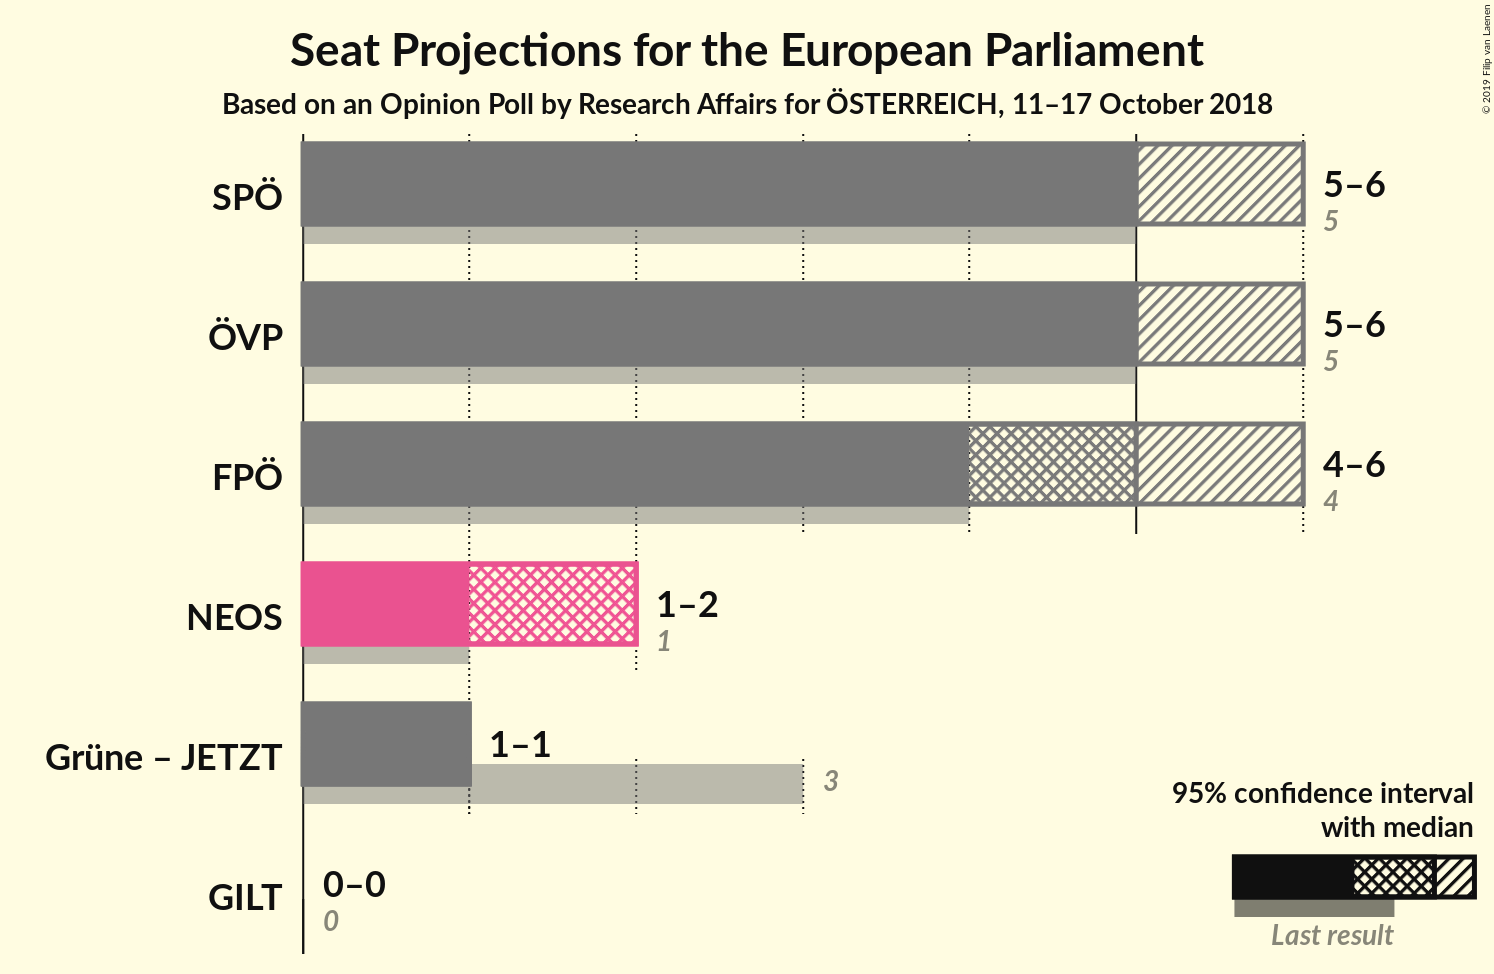 Seat Projections for the European Parliament
Based on an Opinion Poll by Research Affairs for ÖSTERREICH, 11–17 October 2018
© 2019 Filip van Laenen
SPÖ
5–6
5
ÖVP
5–6
5
FPÖ
4–6
4
NEOS
1–2
1
Grüne – JETZT
1–1
3
GILT
0–0
0
95% confidence interval
with median
Last result